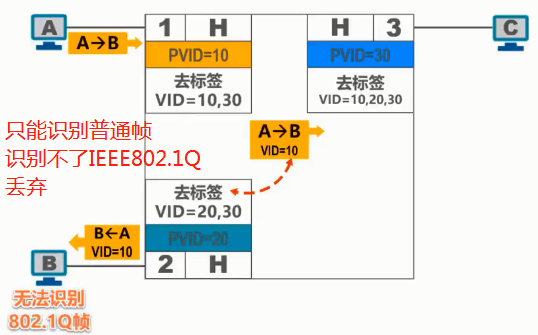 A
A→B
1 H
PVID=10
去标签
VID=10,30
H 3
PVID=30
去标签
VID=10,20,30
C
只能识别普通帧
识别不了IEEE802.1Q
丢弃
A→B
VID=10
去标签
VID=20,30
PVID=20
2 H
B←A
VID=10
B
无法识别
802.1Q帧